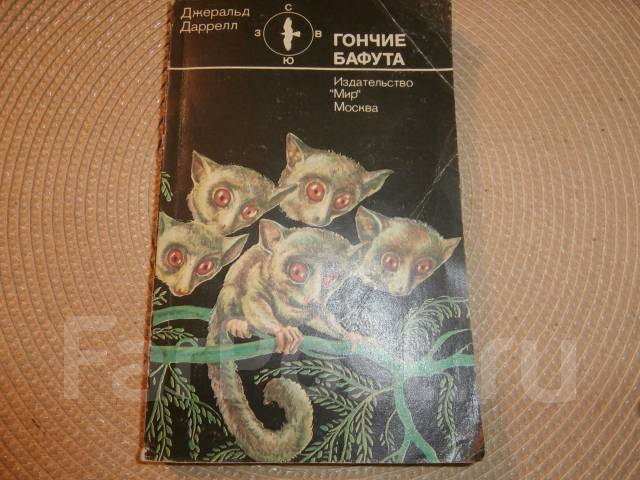 Джеральд
Даррелл
С
З
В
Ю
ГОНЧИЕ
БАФУТА
Издательство
"Мир"
Москва